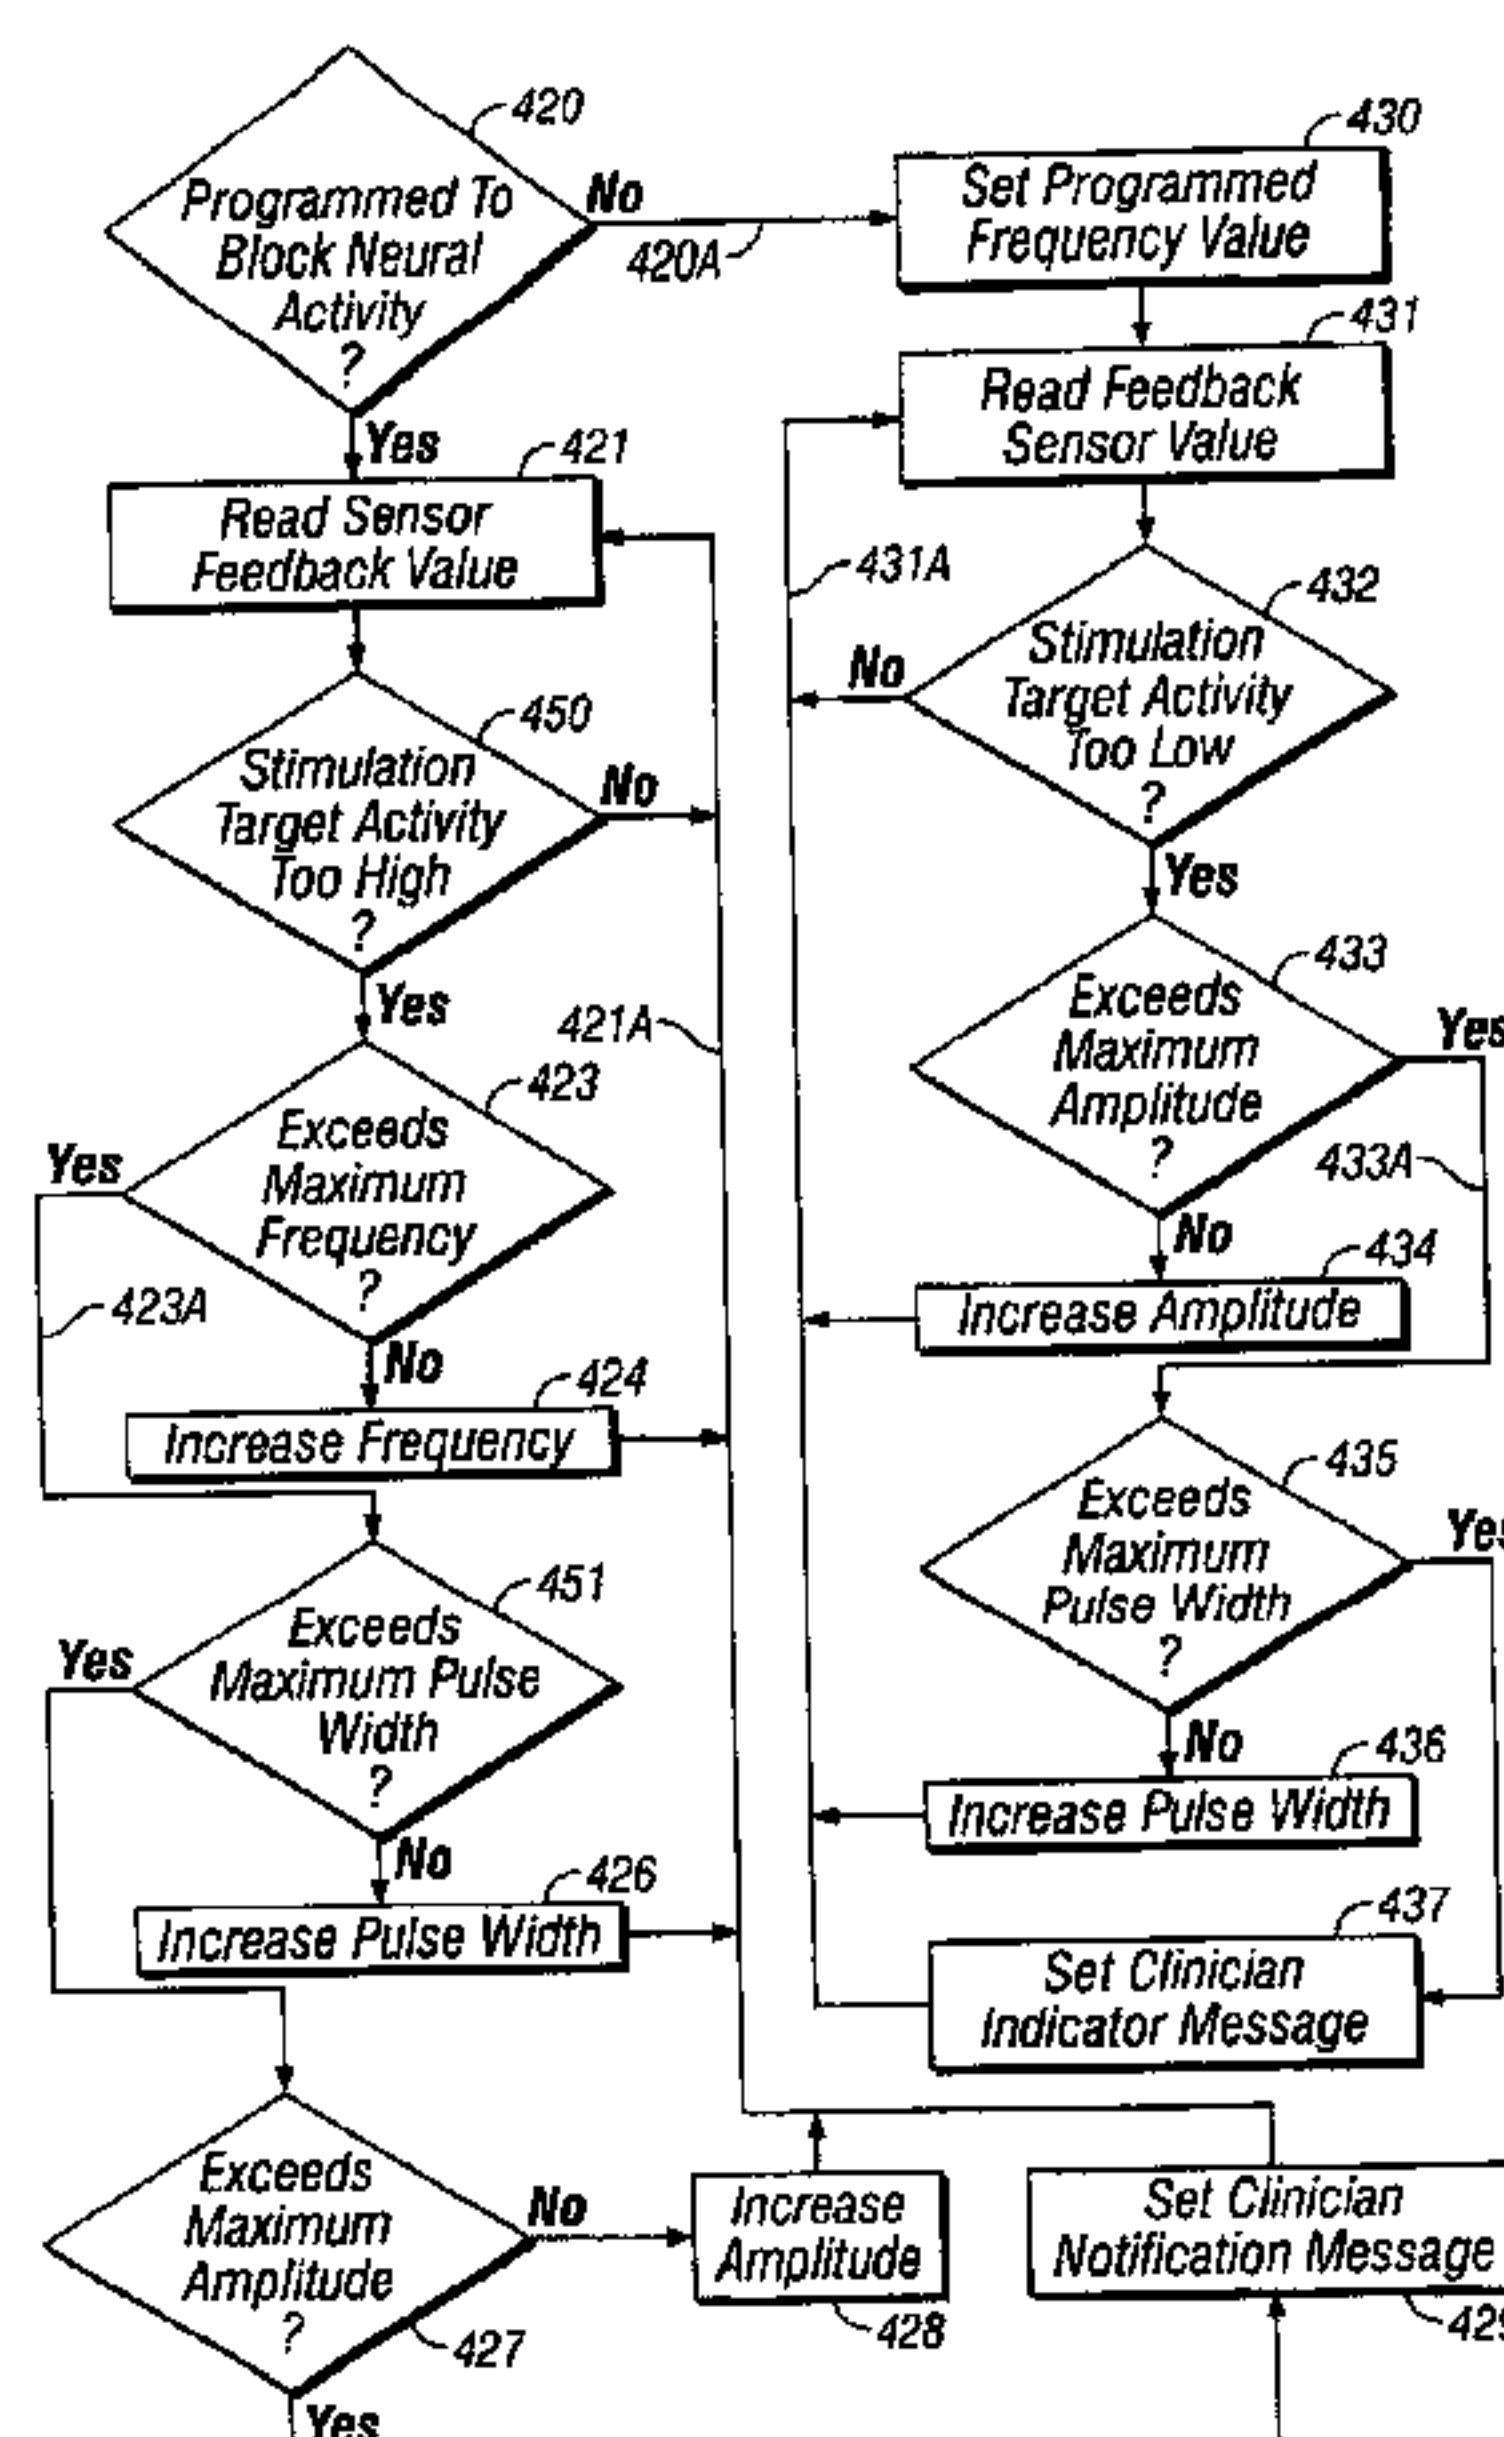 420
Programmed To
Block Neural
Activity
?
No
420A
Yes
421
Read Sensor
Feedback Value
450
Stimulation
Target Activity
Too High
?
No
Yes
421A
423
Exceeds
Maximum
Frequency
?
Yes
423A
No
424
Increase Frequency
451
Exceeds
Maximum Pulse
Width
?
Yes
No
426
Increase Pulse Width
Exceeds
Maximum
Amplitude
?
427
No
Yes
Increase
Amplitude
428
Set Clinician
Notification Message
429
430
Set Programmed
Frequency Value
431
Read Feedback
Sensor Value
431A
432
Stimulation
Target Activity
Too Low
?
No
Yes
433
Exceeds
Maximum
Amplitude
?
Yes
433A
No
434
Increase Amplitude
435
Exceeds
Maximum
Pulse Width
?
Yes
No
436
Increase Pulse Width
437
Set Clinician
Indicator Message